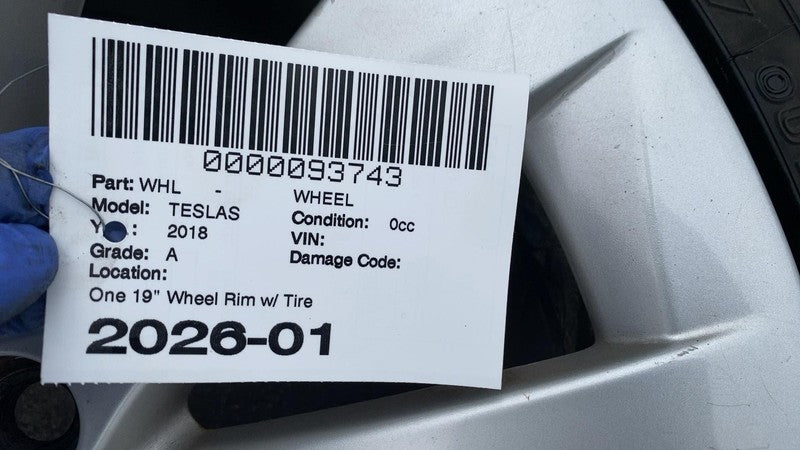 0000093743
Part: WHL - WHEEL
Model: TESLAS Condition: 0cc
Y : 2018 VIN:
Grade: A Damage Code:
Location:
One 19" Wheel Rim w/ Tire
2026-01